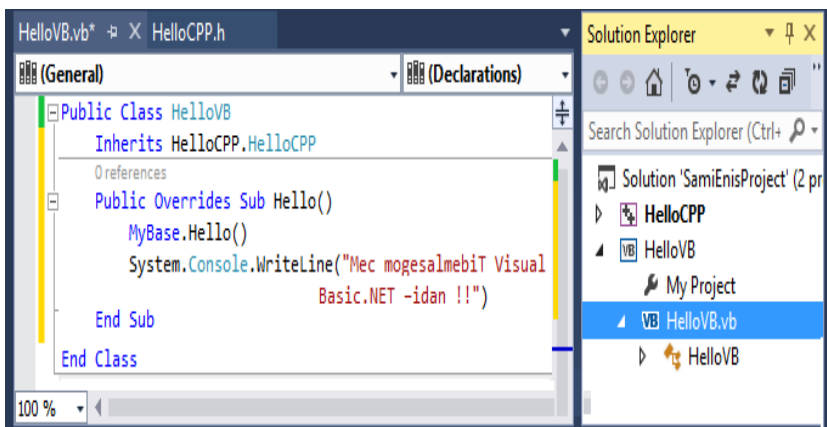 HelloVB.vb* HelloCPP.h
(General) (Declarations)
Public Class HelloVB
Inherits HelloCPP.HelloCPP
0 references
Public Overrides Sub Hello()
MyBase.Hello()
System.Console.WriteLine("Mec mogesalmebiT Visual
Basic.NET –idan !!")
End Sub
End Class
100 %
Solution Explorer
Search Solution Explorer (Ctrl+
Solution 'SamiEnisProject' (2 pr
HelloCPP
VB HelloVB
My Project
VB HelloVB.vb
HelloVB